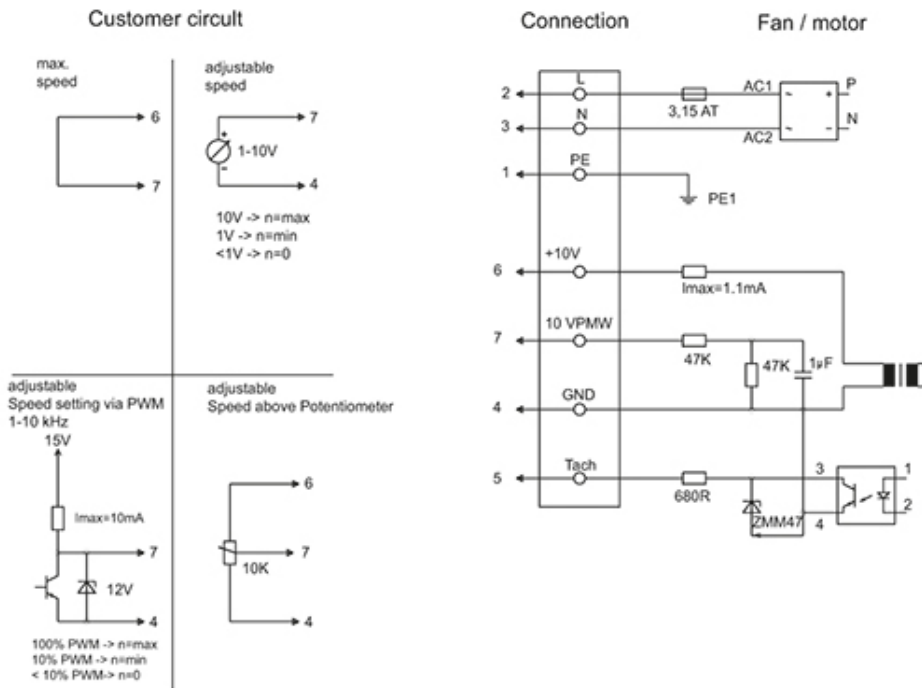 Customer circult
max.
speed
6
7
adjustable
speed
7
+
1-10V
-
4
10V -> n=max
1V -> n=min
<1V -> n=0
adjustable
Speed setting via PWM
1-10 kHz
15V
Imax=10mA
7
12V
4
100% PWM -> n=max
10% PWM -> n=min
< 10% PWM-> n=0
adjustable
Speed above Potentiometer
6
7
10K
4
Connection
Fan / motor
2
L
3,15 AT
AC1
~
+
P
3
N
AC2
~
-
N
1
PE
PE1
6
+10V
Imax=1.1mA
7
10 VPMW
47K
47K
1µF
4
GND
5
Tach
680R
ZMM47
3
4
1
2